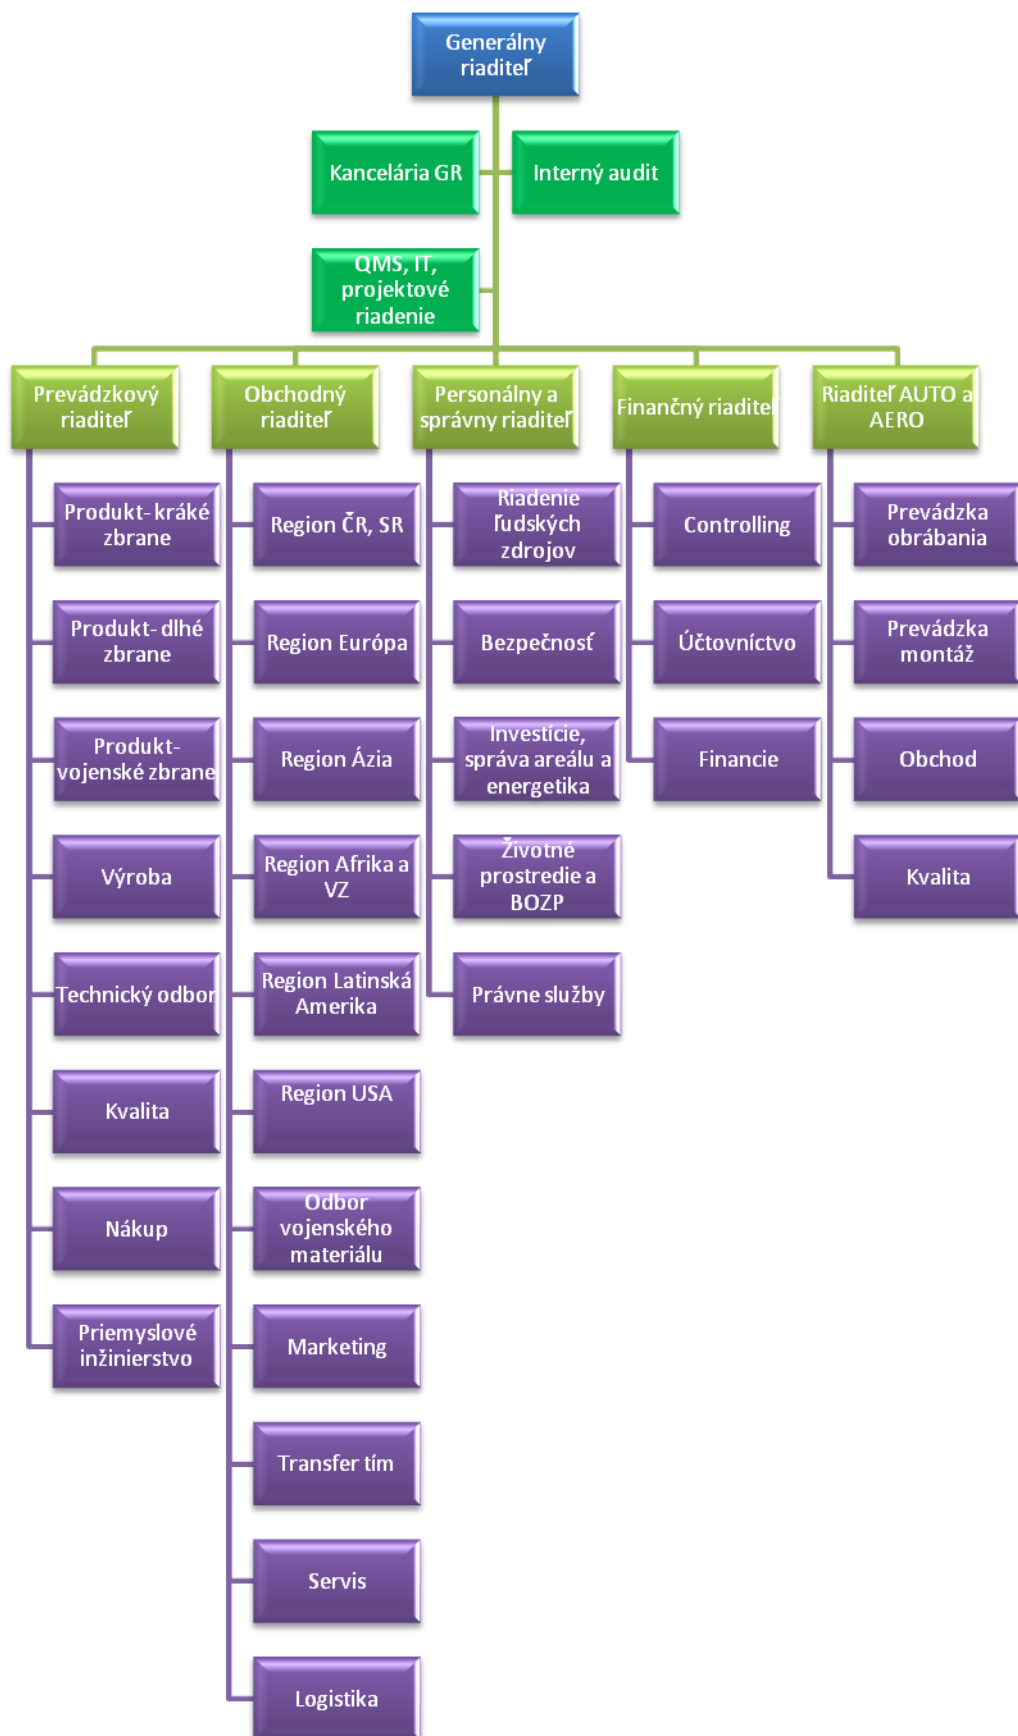 Generálny
riaditeľ
Kancelária GR
Interný audit
QMS, IT,
projektové
riadenie
Prevádzkový
riaditeľ
Obchodný
riaditeľ
Personálny a
správny riaditeľ
Finančný riaditeľ
Riaditeľ AUTO a
AERO
Produkt- kráké
zbrane
Produkt- dlhé
zbrane
Produkt-
vojenské zbrane
Výroba
Technický odbor
Kvalita
Nákup
Priemyslové
inžinierstvo
Region ČR, SR
Region Európa
Region Ázia
Region Afrika a
VZ
Region Latinská
Amerika
Region USA
Odbor
vojenského
materiálu
Marketing
Transfer tím
Servis
Logistika
Riadenie
ľudských
zdrojov
Bezpečnosť
Investície,
správa areálu a
energetika
Životné
prostredie a
BOZP
Právne služby
Controlling
Účtovníctvo
Financie
Prevádzka
obrábania
Prevádzka
montáž
Obchod
Kvalita